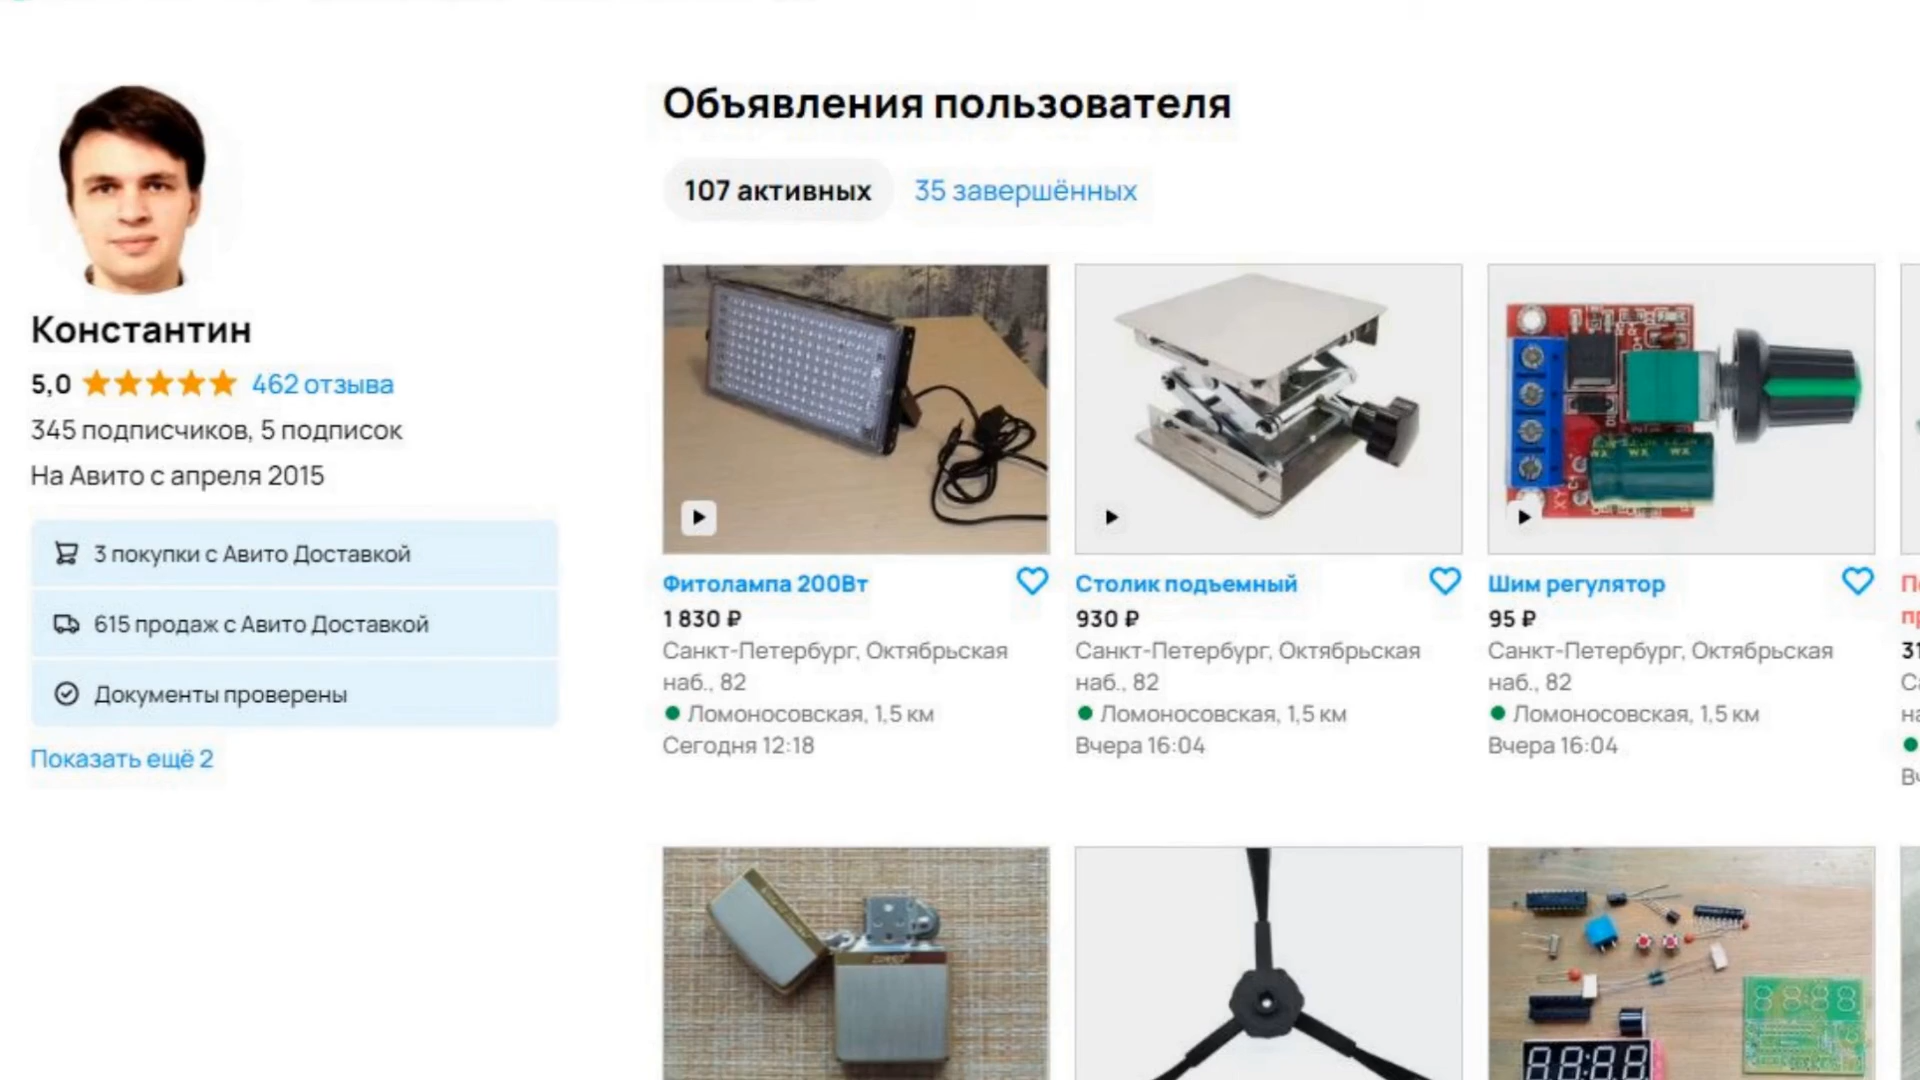 Константин
5,0 462 отзыва
345 подписчиков, 5 подписок
На Авито с апреля 2015
3 покупки с Авито Доставкой
615 продаж с Авито Доставкой
Документы проверены
Показать ещё 2
Объявления пользователя
107 активных 35 завершённых
Фитолампа 200Вт
1 830 ₽
Санкт-Петербург, Октябрьская
наб., 82
Ломоносовская, 1,5 км
Сегодня 12:18
Столик подъемный
930 ₽
Санкт-Петербург, Октябрьская
наб., 82
Ломоносовская, 1,5 км
Вчера 16:04
Шим регулятор
95 ₽
Санкт-Петербург, Октябрьская
наб., 82
Ломоносовская, 1,5 км
Вчера 16:04